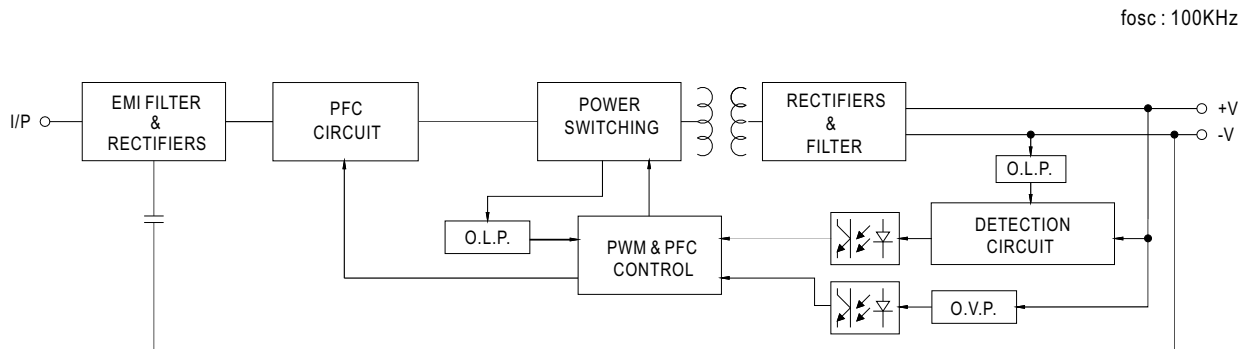 fosc : 100KHz
I/P
EMI FILTER
&
RECTIFIERS
PFC
CIRCUIT
POWER
SWITCHING
RECTIFIERS
&
FILTER
+V
-V
O.L.P.
O.L.P.
PWM & PFC
CONTROL
DETECTION
CIRCUIT
O.V.P.